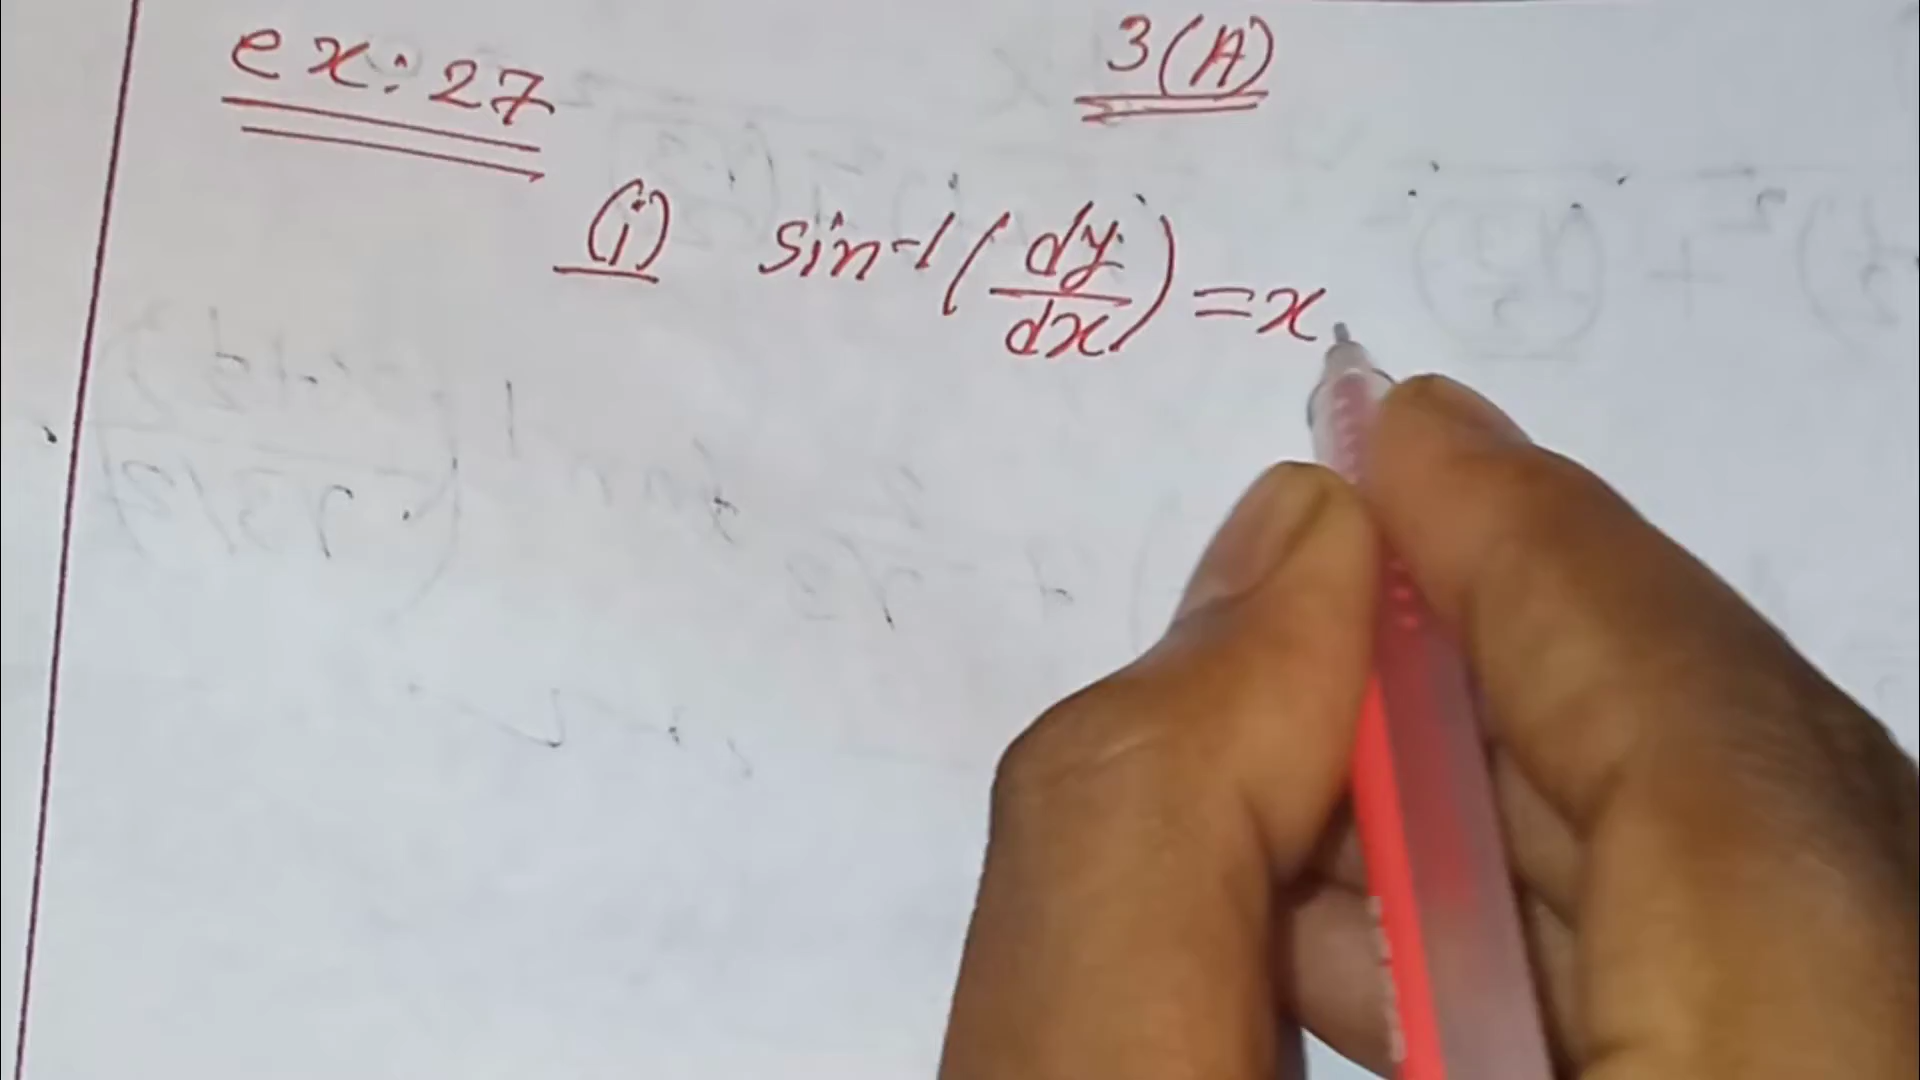 ex: 27
3(A)
(i) sin-1(dy/dx) = x